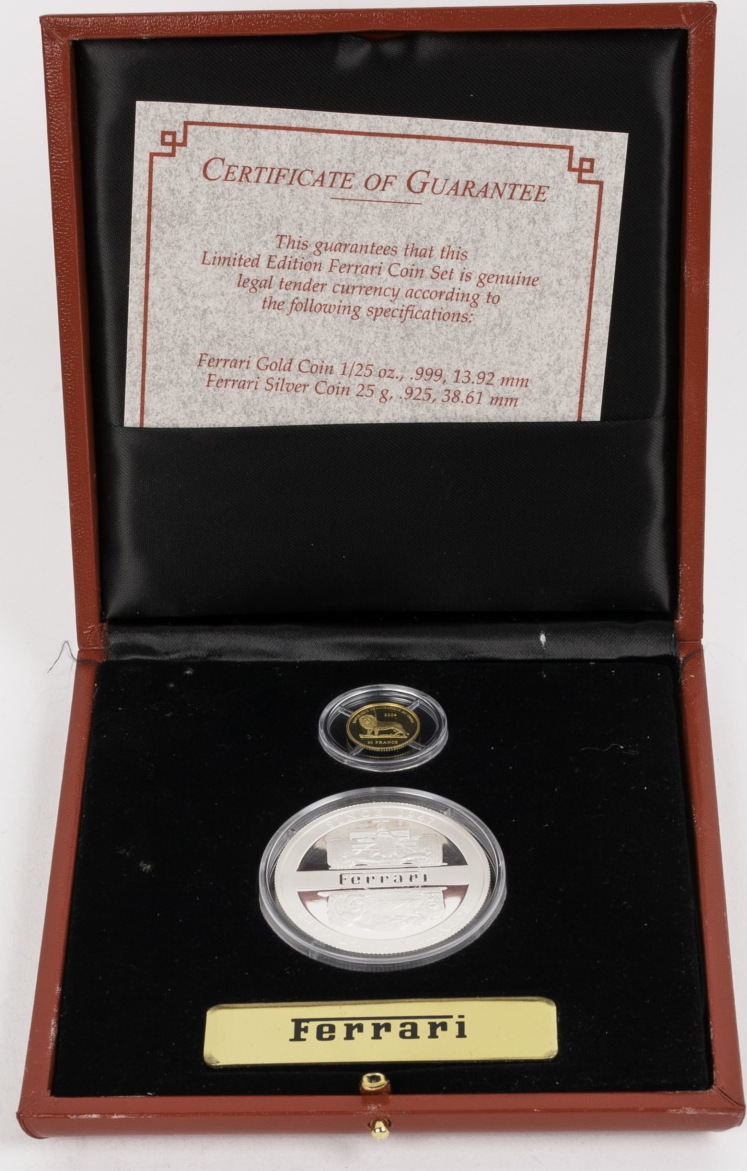 CERTIFICATE OF GUARANTEE
This guarantees that this
Limited Edition Ferrari Coin Set is genuine
legal tender currency according to
the following specifications:
Ferrari Gold Coin 1/25 oz., .999, 13.92 mm
Ferrari Silver Coin 25 g, .925, 38.61 mm
Ferrari
Ferrari